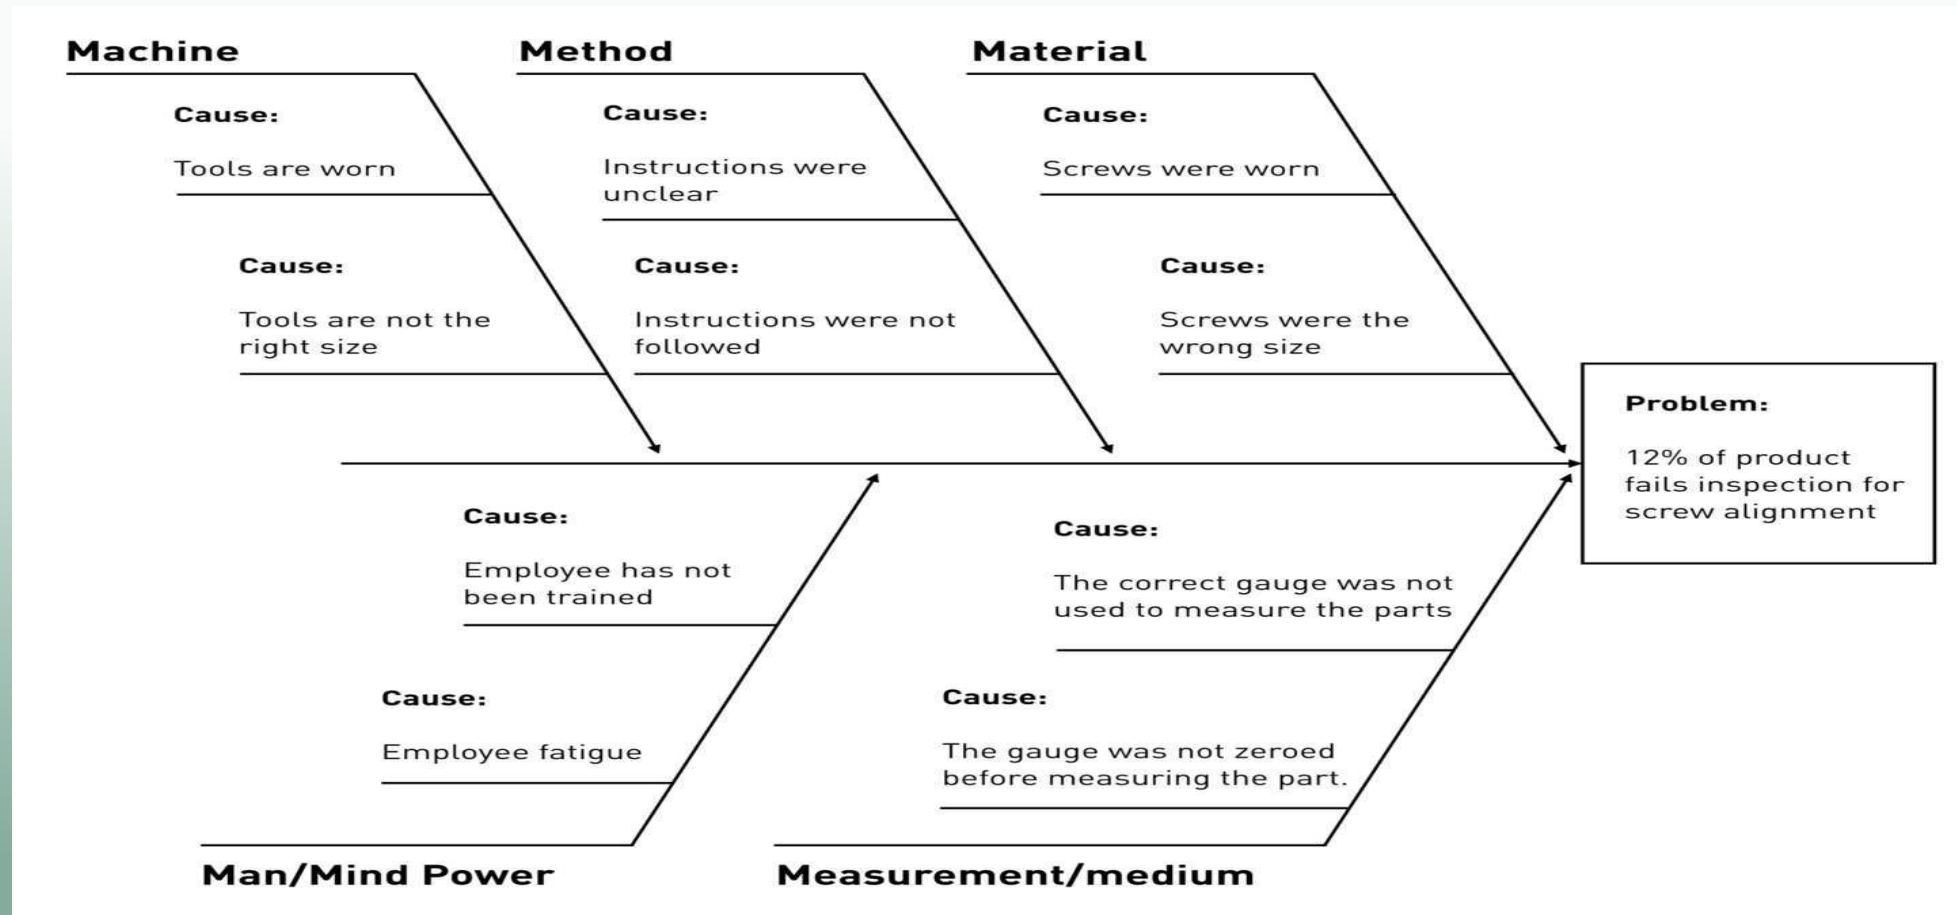 Machine
Cause:
Tools are worn
Cause:
Tools are not the
right size
Method
Cause:
Instructions were
unclear
Cause:
Instructions were not
followed
Material
Cause:
Screws were worn
Cause:
Screws were the
wrong size
Problem:
12% of product
fails inspection for
screw alignment
Cause:
Employee has not
been trained
Cause:
Employee fatigue
Man/Mind Power
Cause:
The correct gauge was not
used to measure the parts
Cause:
The gauge was not zeroed
before measuring the part.
Measurement/medium